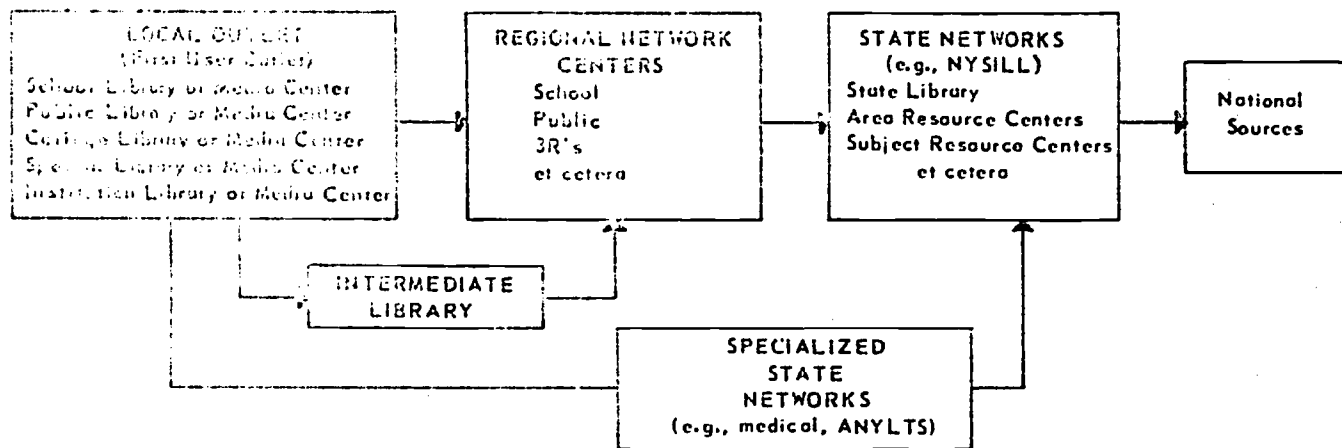 LOCAL OUTLET
(First User Outlet)
School Library or Media Center
Public Library or Media Center
College Library or Media Center
Special Library or Media Center
Institution Library or Media Center
REGIONAL NETWORK
CENTERS
School
Public
3R's
et cetera
STATE NETWORKS
(e.g., NYSILL)
State Library
Area Resource Centers
Subject Resource Centers
et cetera
National
Sources
INTERMEDIATE
LIBRARY
SPECIALIZED
STATE
NETWORKS
(e.g., medical, ANYLTS)